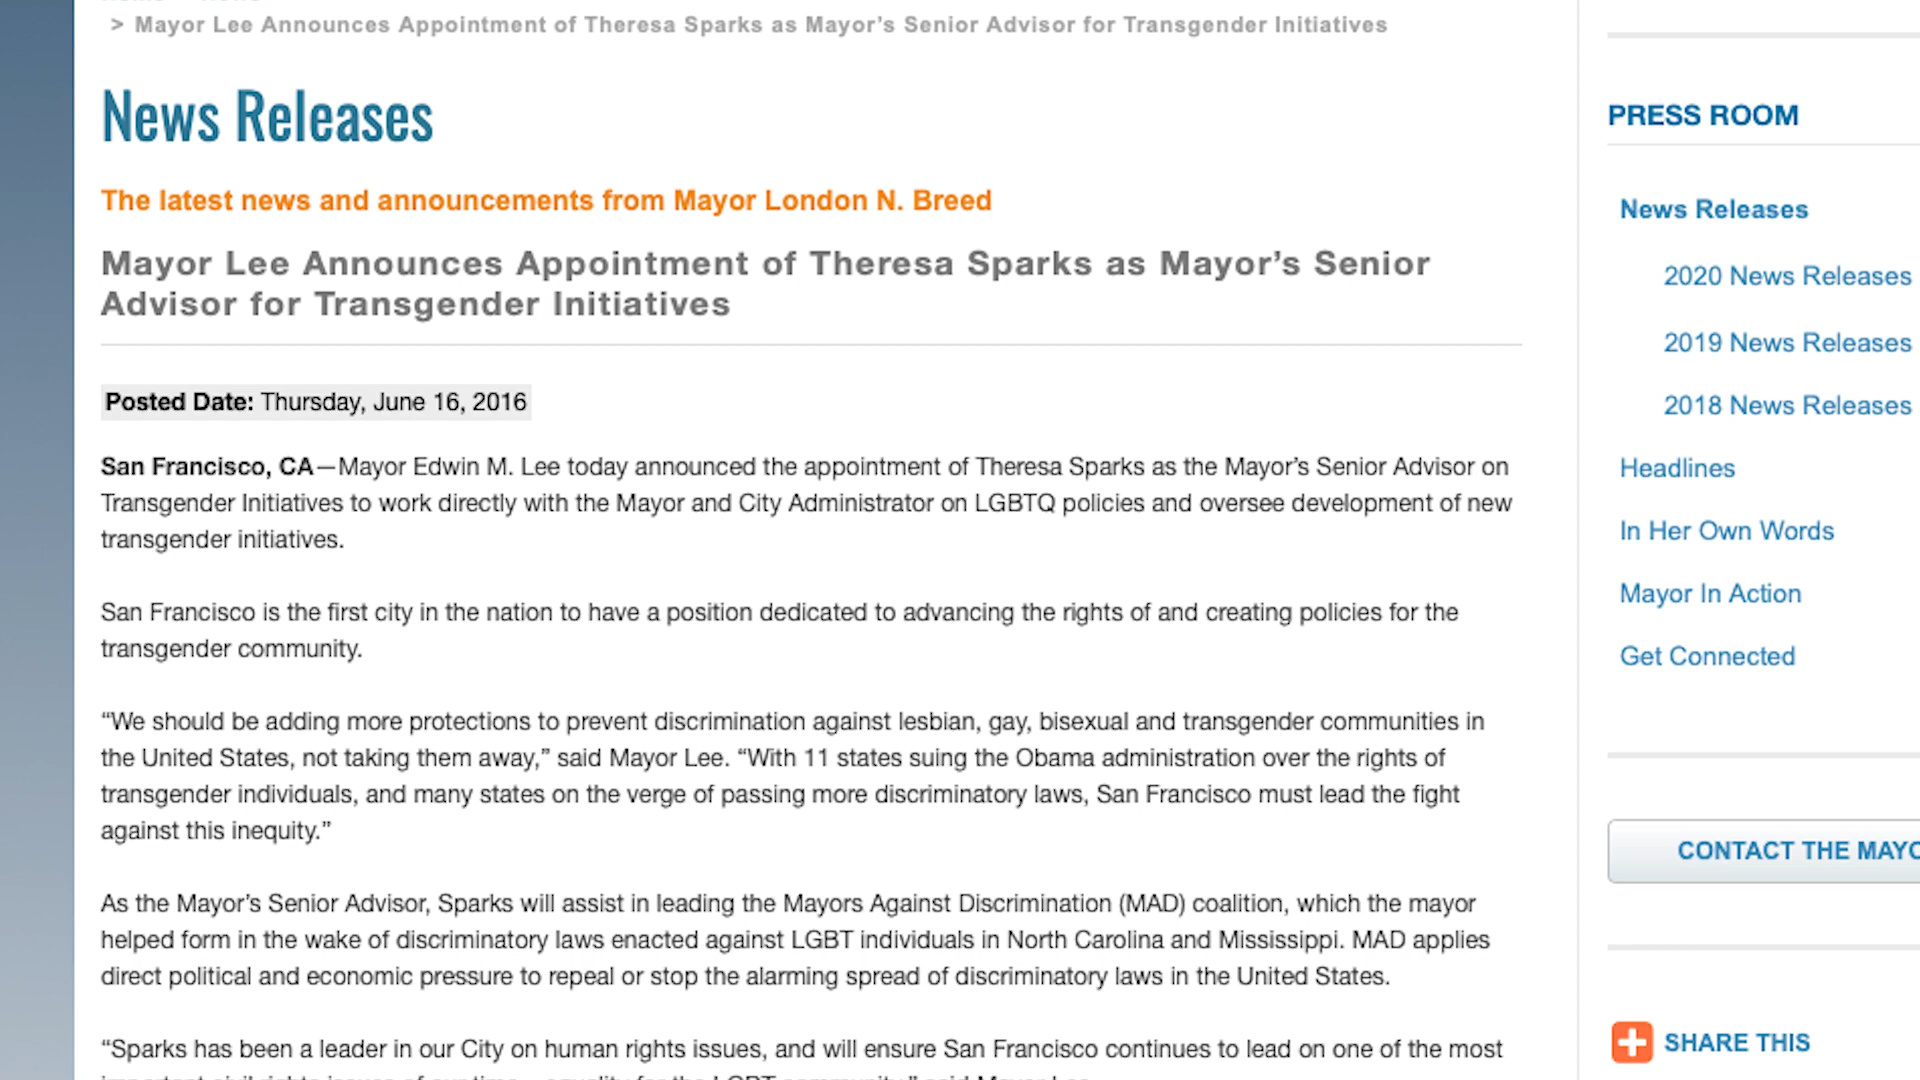 > Mayor Lee Announces Appointment of Theresa Sparks as Mayor’s Senior Advisor for Transgender Initiatives
News Releases
The latest news and announcements from Mayor London N. Breed
Mayor Lee Announces Appointment of Theresa Sparks as Mayor’s Senior
Advisor for Transgender Initiatives
Posted Date: Thursday, June 16, 2016
San Francisco, CA—Mayor Edwin M. Lee today announced the appointment of Theresa Sparks as the Mayor’s Senior Advisor on
Transgender Initiatives to work directly with the Mayor and City Administrator on LGBTQ policies and oversee development of new
transgender initiatives.
San Francisco is the first city in the nation to have a position dedicated to advancing the rights of and creating policies for the
transgender community.
“We should be adding more protections to prevent discrimination against lesbian, gay, bisexual and transgender communities in
the United States, not taking them away,” said Mayor Lee. “With 11 states suing the Obama administration over the rights of
transgender individuals, and many states on the verge of passing more discriminatory laws, San Francisco must lead the fight
against this inequity.”
As the Mayor’s Senior Advisor, Sparks will assist in leading the Mayors Against Discrimination (MAD) coalition, which the mayor
helped form in the wake of discriminatory laws enacted against LGBT individuals in North Carolina and Mississippi. MAD applies
direct political and economic pressure to repeal or stop the alarming spread of discriminatory laws in the United States.
“Sparks has been a leader in our City on human rights issues, and will ensure San Francisco continues to lead on one of the most
PRESS ROOM
News Releases
2020 News Releases
2019 News Releases
2018 News Releases
Headlines
In Her Own Words
Mayor In Action
Get Connected
CONTACT THE MAYO
SHARE THIS